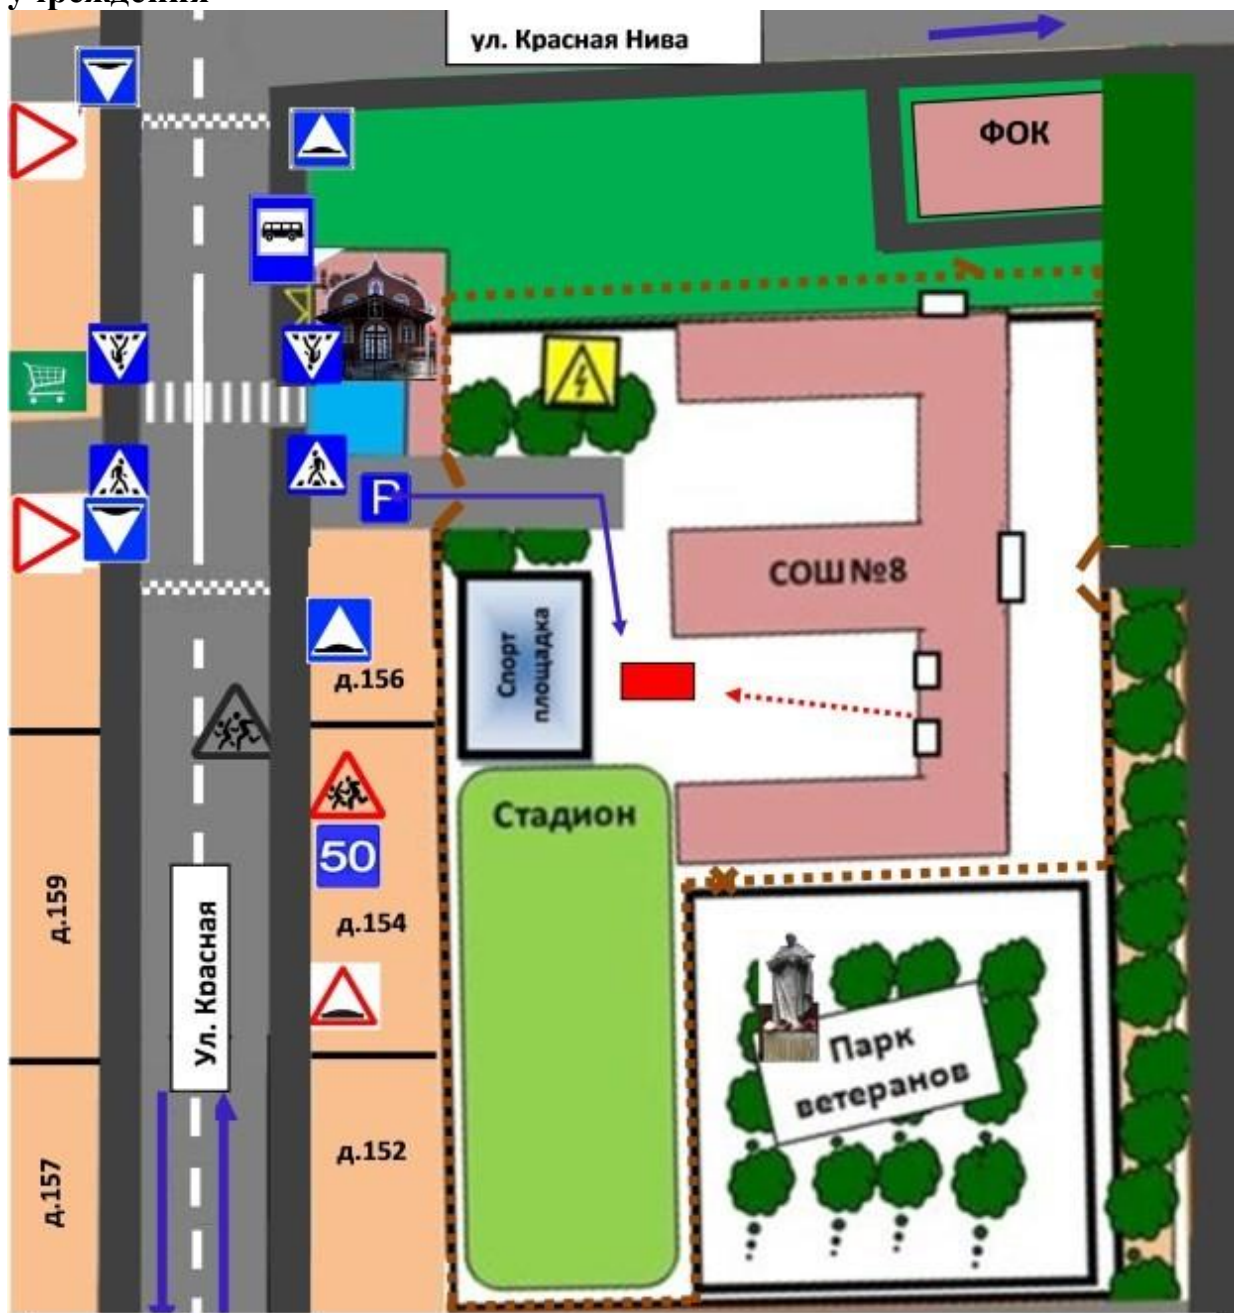 учреждения
ул. Красная Нива
ФОК
СОШ №8
P
Спорт
площадка
д.156
Стадион
50
д.159
д.154
Ул. Красная
Парк
ветеранов
д.152
д.157